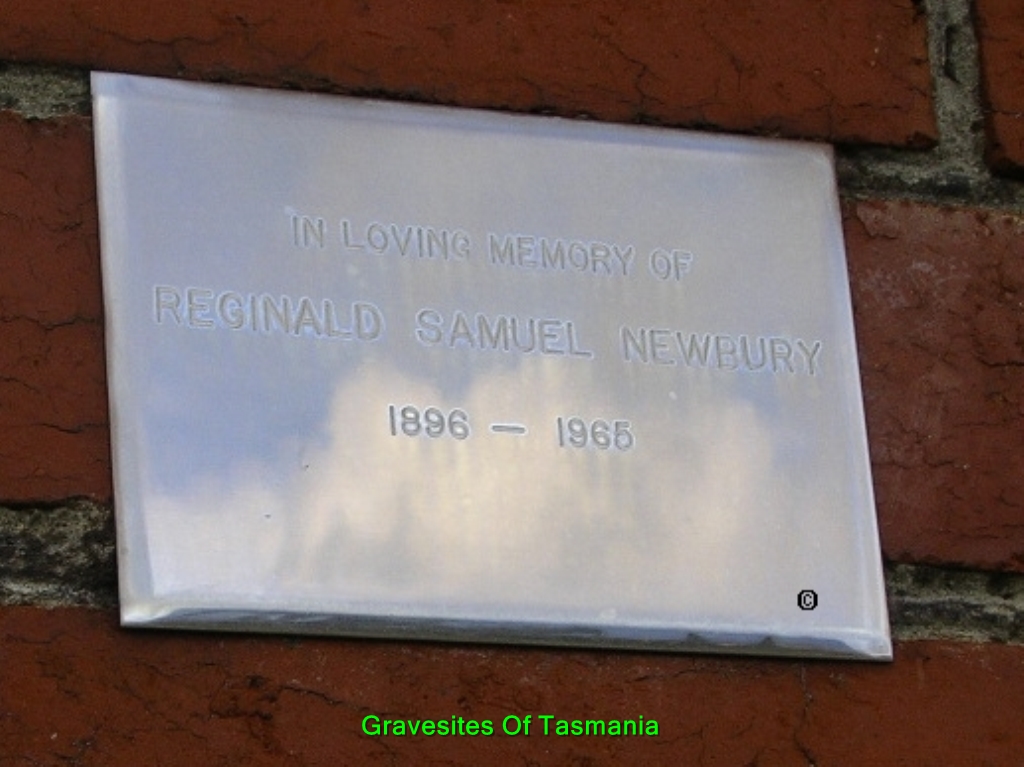 IN LOVING MEMORY OF
REGINALD SAMUEL NEWBURY
1896 — 1965
©
Gravesites Of Tasmania